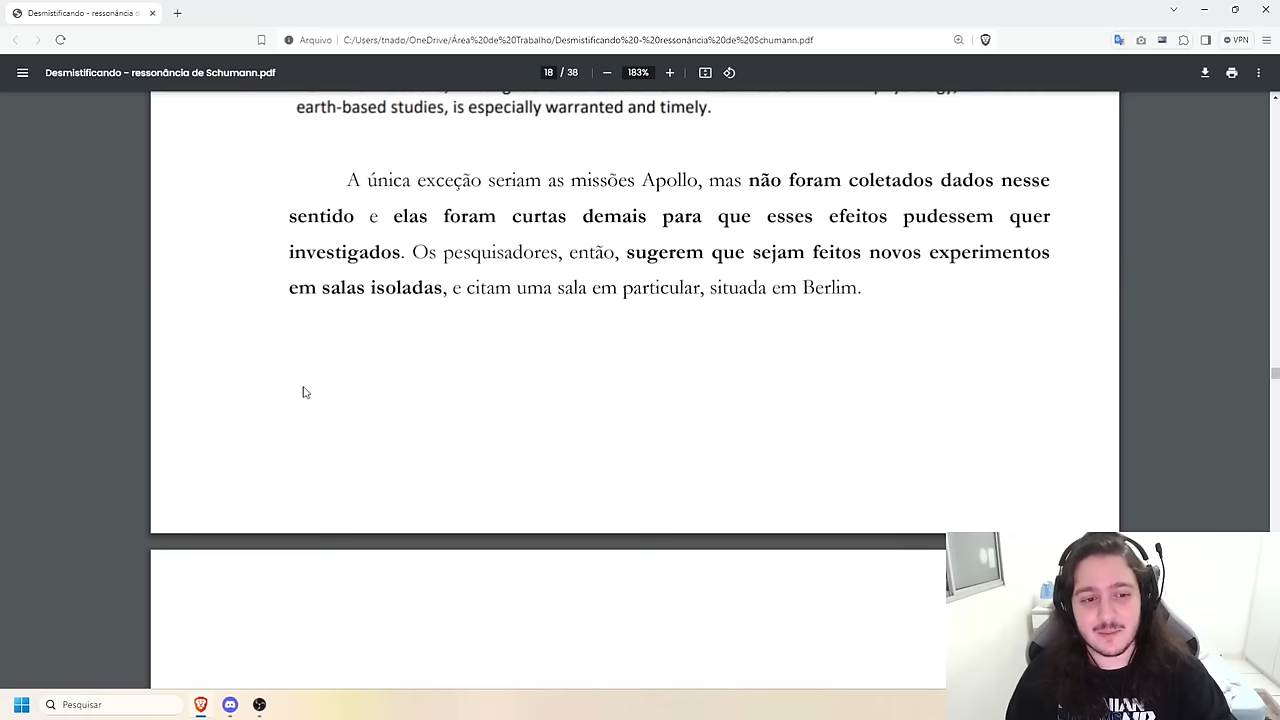 Desmistificando - ressonância d
Arquivo
C:/Users/tnado/OneDrive/Área%20de%20Trabalho/Desmistificando%20-%20ressonância%20de%20Schumann.pdf
VPN
Desmistificando - ressonância de Schumann.pdf
18 / 38
183%
earth-based studies, is especially warranted and timely.
A única exceção seriam as missões Apollo, mas não foram coletados dados nesse
sentido e elas foram curtas demais para que esses efeitos pudessem quer
investigados. Os pesquisadores, então, sugerem que sejam feitos novos experimentos
em salas isoladas, e citam uma sala em particular, situada em Berlim.
Pesquisar